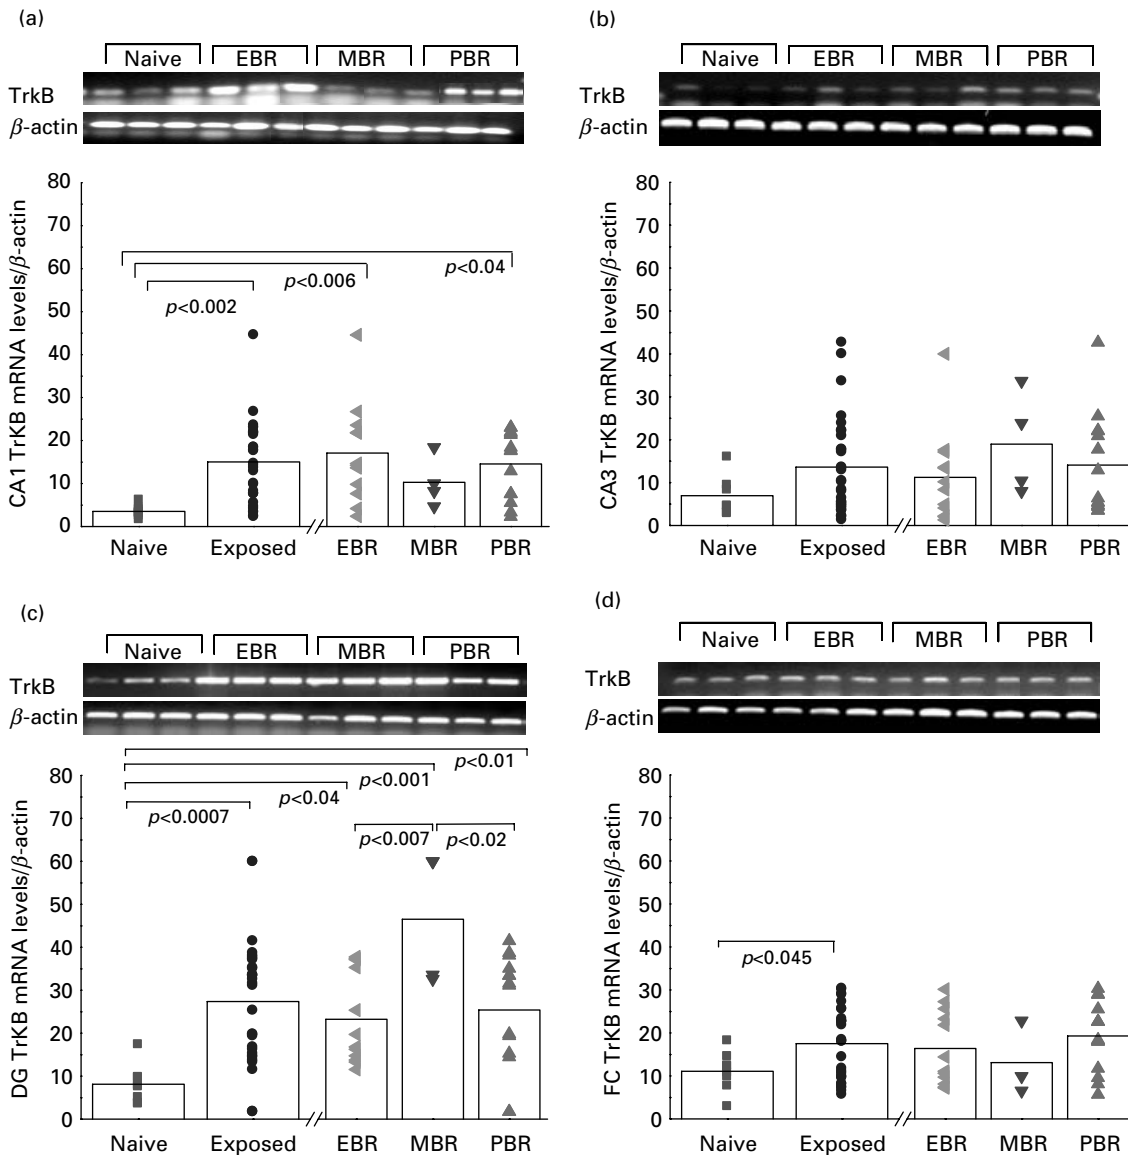 (a)
Naive EBR MBR PBR
TrkB
β-actin
80
70
60
50
40
30
20
10
0
CA1 TrKB mRNA levels/β-actin
p<0.04
p<0.006
p<0.002
Naive Exposed EBR MBR PBR
(b)
Naive EBR MBR PBR
TrkB
β-actin
80
70
60
50
40
30
20
10
0
CA3 TrKB mRNA levels/β-actin
Naive Exposed EBR MBR PBR
(c)
Naive EBR MBR PBR
TrkB
β-actin
80
70
60
50
40
30
20
10
0
DG TrKB mRNA levels/β-actin
p<0.01
p<0.001
p<0.04
p<0.0007
p<0.007
p<0.02
Naive Exposed EBR MBR PBR
(d)
Naive EBR MBR PBR
TrkB
β-actin
80
70
60
50
40
30
20
10
0
FC TrKB mRNA levels/β-actin
p<0.045
Naive Exposed EBR MBR PBR